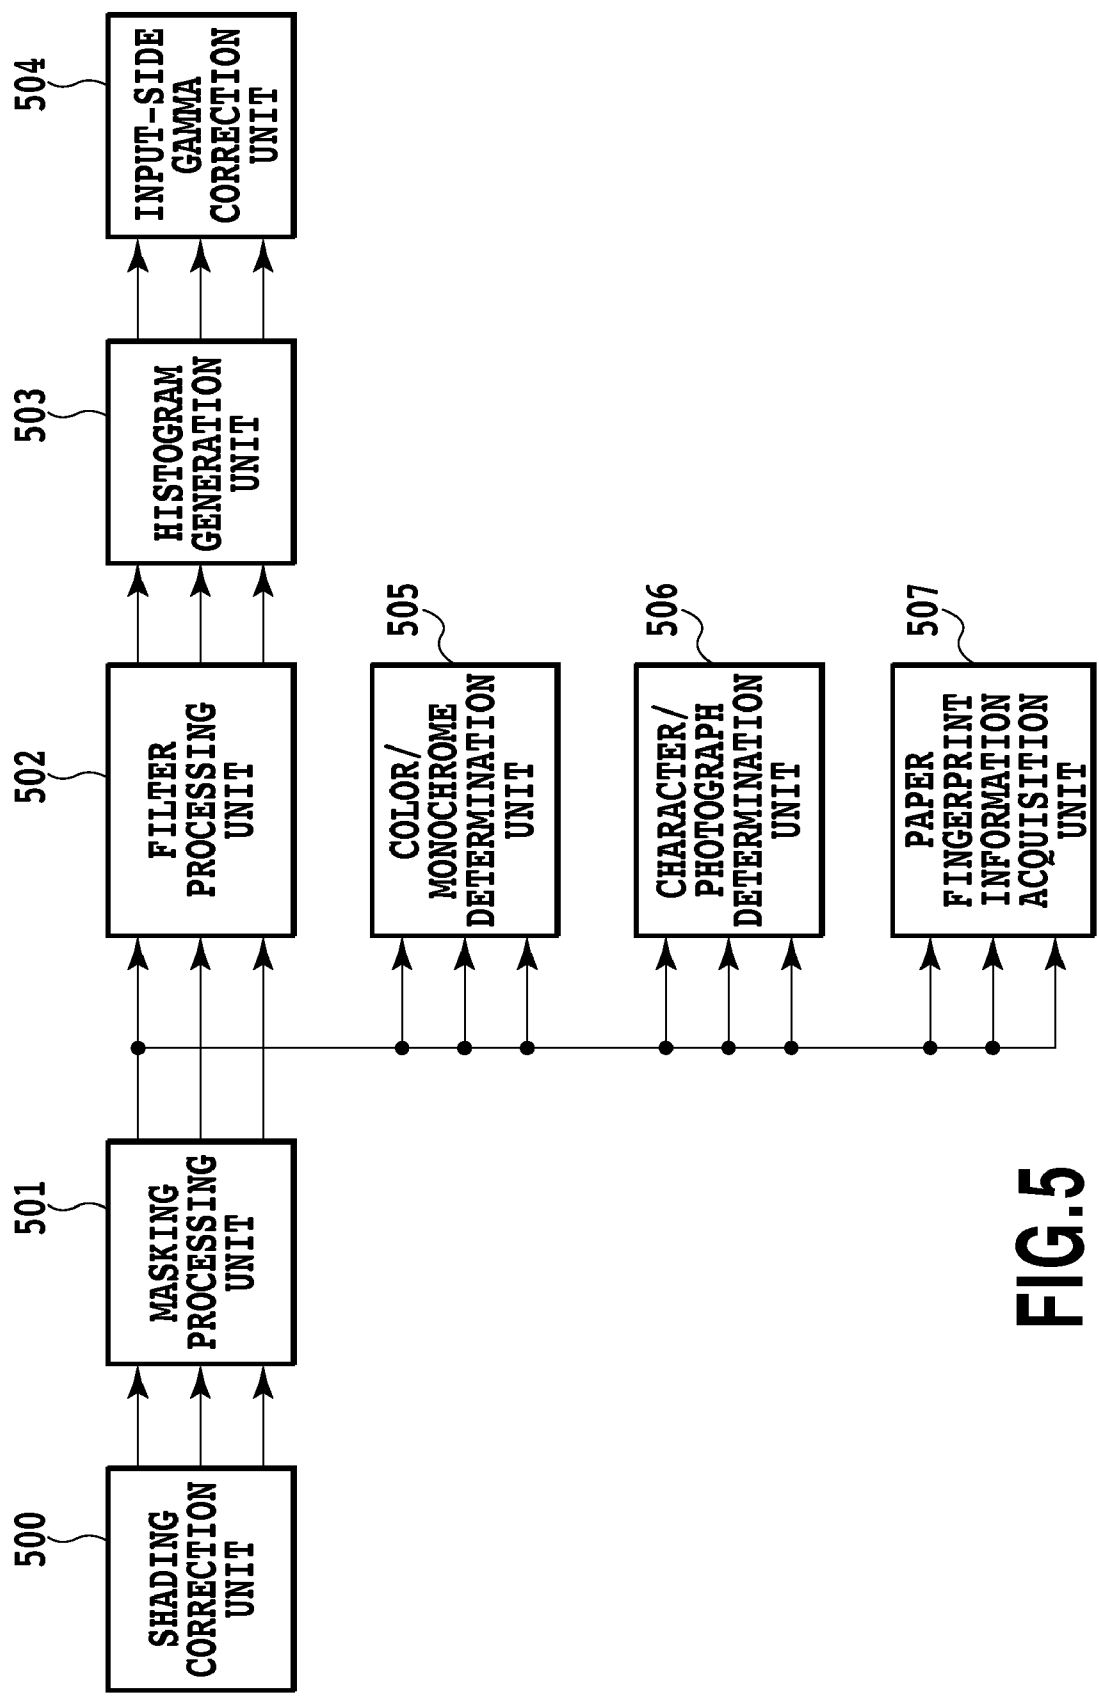 500
SHADING
CORRECTION
UNIT
501
MASKING
PROCESSING
UNIT
502
FILTER
PROCESSING
UNIT
503
HISTOGRAM
GENERATION
UNIT
504
INPUT-SIDE
GAMMA
CORRECTION
UNIT
505
COLOR/
MONOCHROME
DETERMINATION
UNIT
506
CHARACTER/
PHOTOGRAPH
DETERMINATION
UNIT
507
PAPER
FINGERPRINT
INFORMATION
ACQUISITION
UNIT
FIG.5